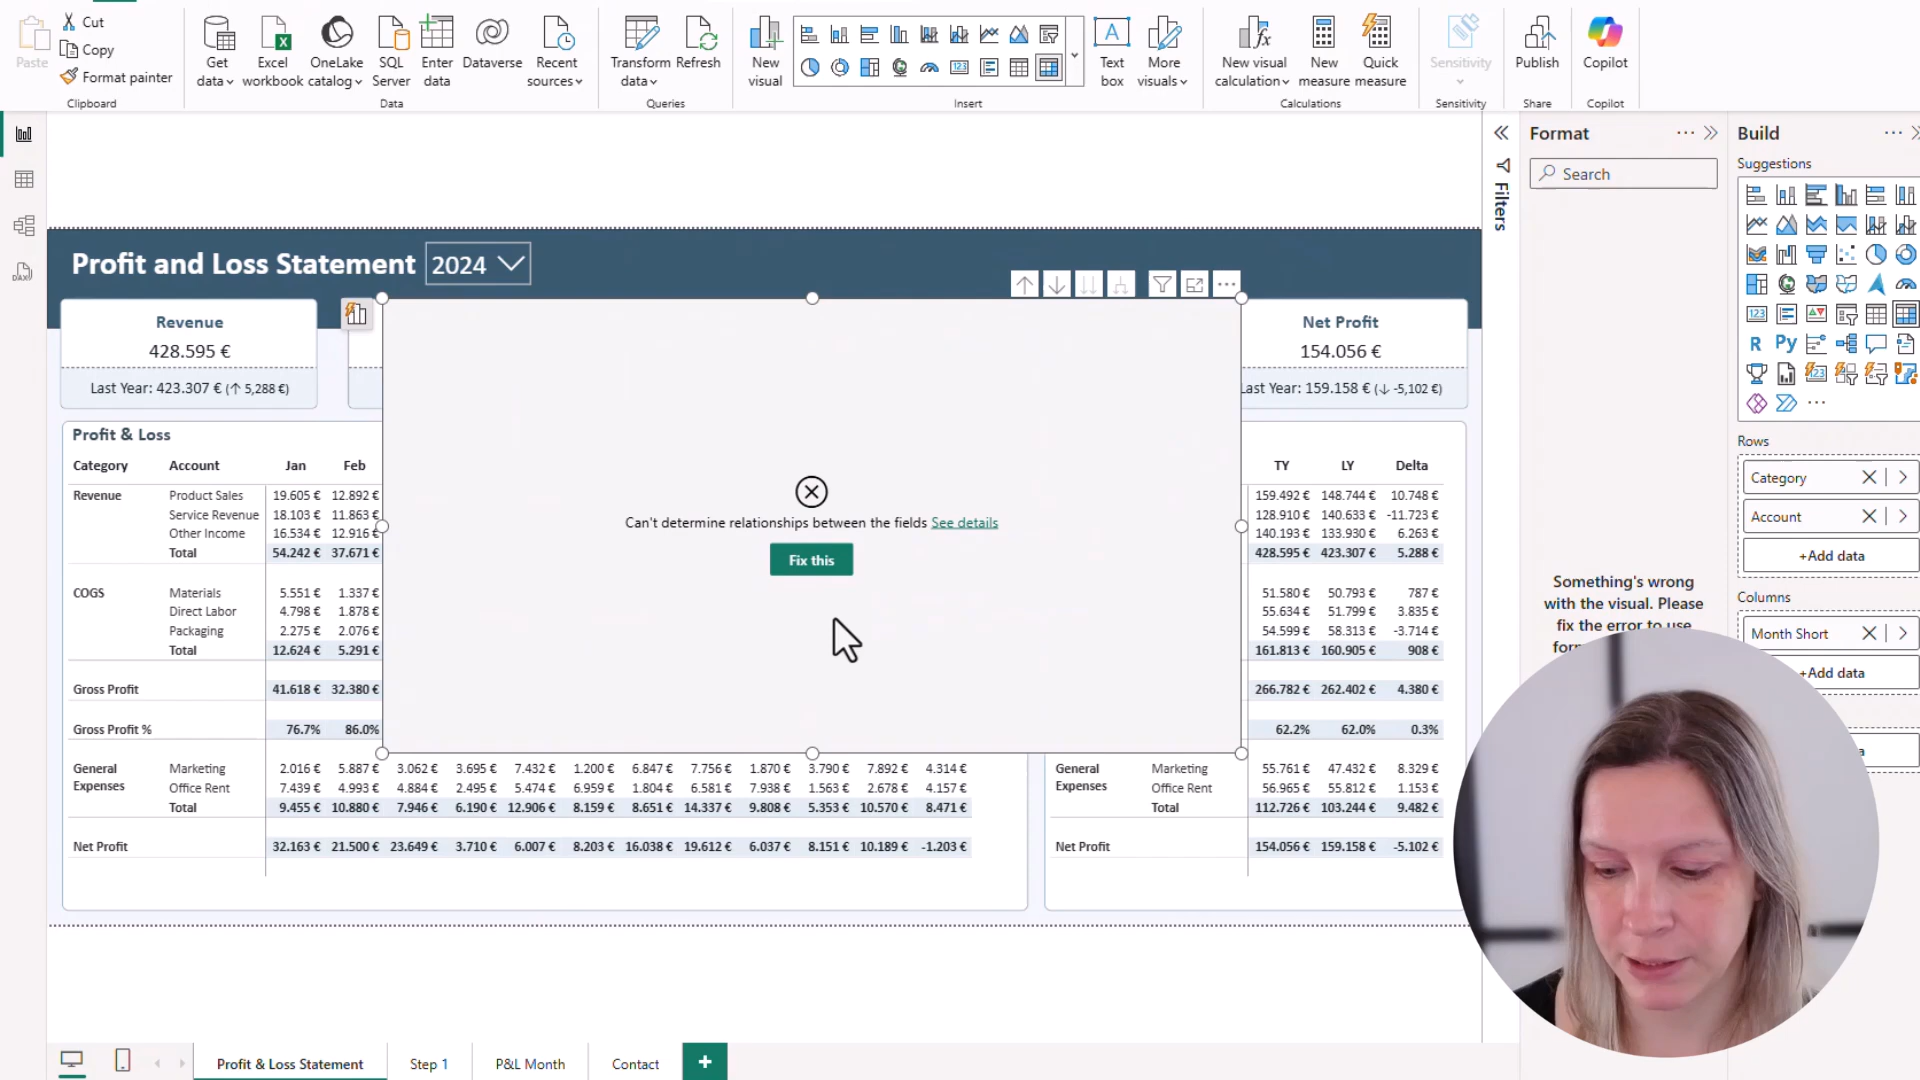 Paste
Cut
Copy
Format painter
Clipboard
Get data
Excel workbook
OneLake catalog
SQL Server
Enter data
Dataverse
Recent sources
Data
Transform data
Refresh
Queries
New visual
Text box
More visuals
Insert
New visual calculation
New measure
Quick measure
Calculations
Sensitivity
Sensitivity
Publish
Share
Copilot
Copilot
Profit and Loss Statement 2024
Revenue
428.595 €
Last Year: 423.307 € (↑ 5,288 €)
Net Profit
154.056 €
Last Year: 159.158 € (↓ -5,102 €)
Profit & Loss
Category Account Jan Feb
Revenue Product Sales 19.605 € 12.892 €
Service Revenue 18.103 € 11.863 €
Other Income 16.534 € 12.916 €
Total 54.242 € 37.671 €
COGS Materials 5.551 € 1.337 €
Direct Labor 4.798 € 1.878 €
Packaging 2.275 € 2.076 €
Total 12.624 € 5.291 €
Gross Profit 41.618 € 32.380 €
Gross Profit % 76.7% 86.0%
General Expenses Marketing 2.016 € 5.887 € 3.062 € 3.695 € 7.432 € 1.200 € 6.847 € 7.756 € 1.870 € 3.790 € 7.892 € 4.314 €
Office Rent 7.439 € 4.993 € 4.884 € 2.495 € 5.474 € 6.959 € 1.804 € 6.581 € 7.938 € 1.563 € 2.678 € 4.157 €
Total 9.455 € 10.880 € 7.946 € 6.190 € 12.906 € 8.159 € 8.651 € 14.337 € 9.808 € 5.353 € 10.570 € 8.471 €
Net Profit 32.163 € 21.500 € 23.649 € 3.710 € 6.007 € 8.203 € 16.038 € 19.612 € 6.037 € 8.151 € 10.189 € -1.203 €
Can't determine relationships between the fields See details
Fix this
TY LY Delta
159.492 € 148.744 € 10.748 €
128.910 € 140.633 € -11.723 €
140.193 € 133.930 € 6.263 €
428.595 € 423.307 € 5.288 €
51.580 € 50.793 € 787 €
55.634 € 51.799 € 3.835 €
54.599 € 58.313 € -3.714 €
161.813 € 160.905 € 908 €
266.782 € 262.402 € 4.380 €
62.2% 62.0% 0.3%
General Expenses Marketing 55.761 € 47.432 € 8.329 €
Office Rent 56.965 € 55.812 € 1.153 €
Total 112.726 € 103.244 € 9.482 €
Net Profit 154.056 € 159.158 € -5.102 €
Filters
Format
Search
Something's wrong
with the visual. Please
fix the error to use
Build
Suggestions
R Py
123
Rows
Category
Account
+Add data
Columns
Month Short
+Add data
DAX
Profit & Loss Statement
Step 1
P&L Month
Contact
+